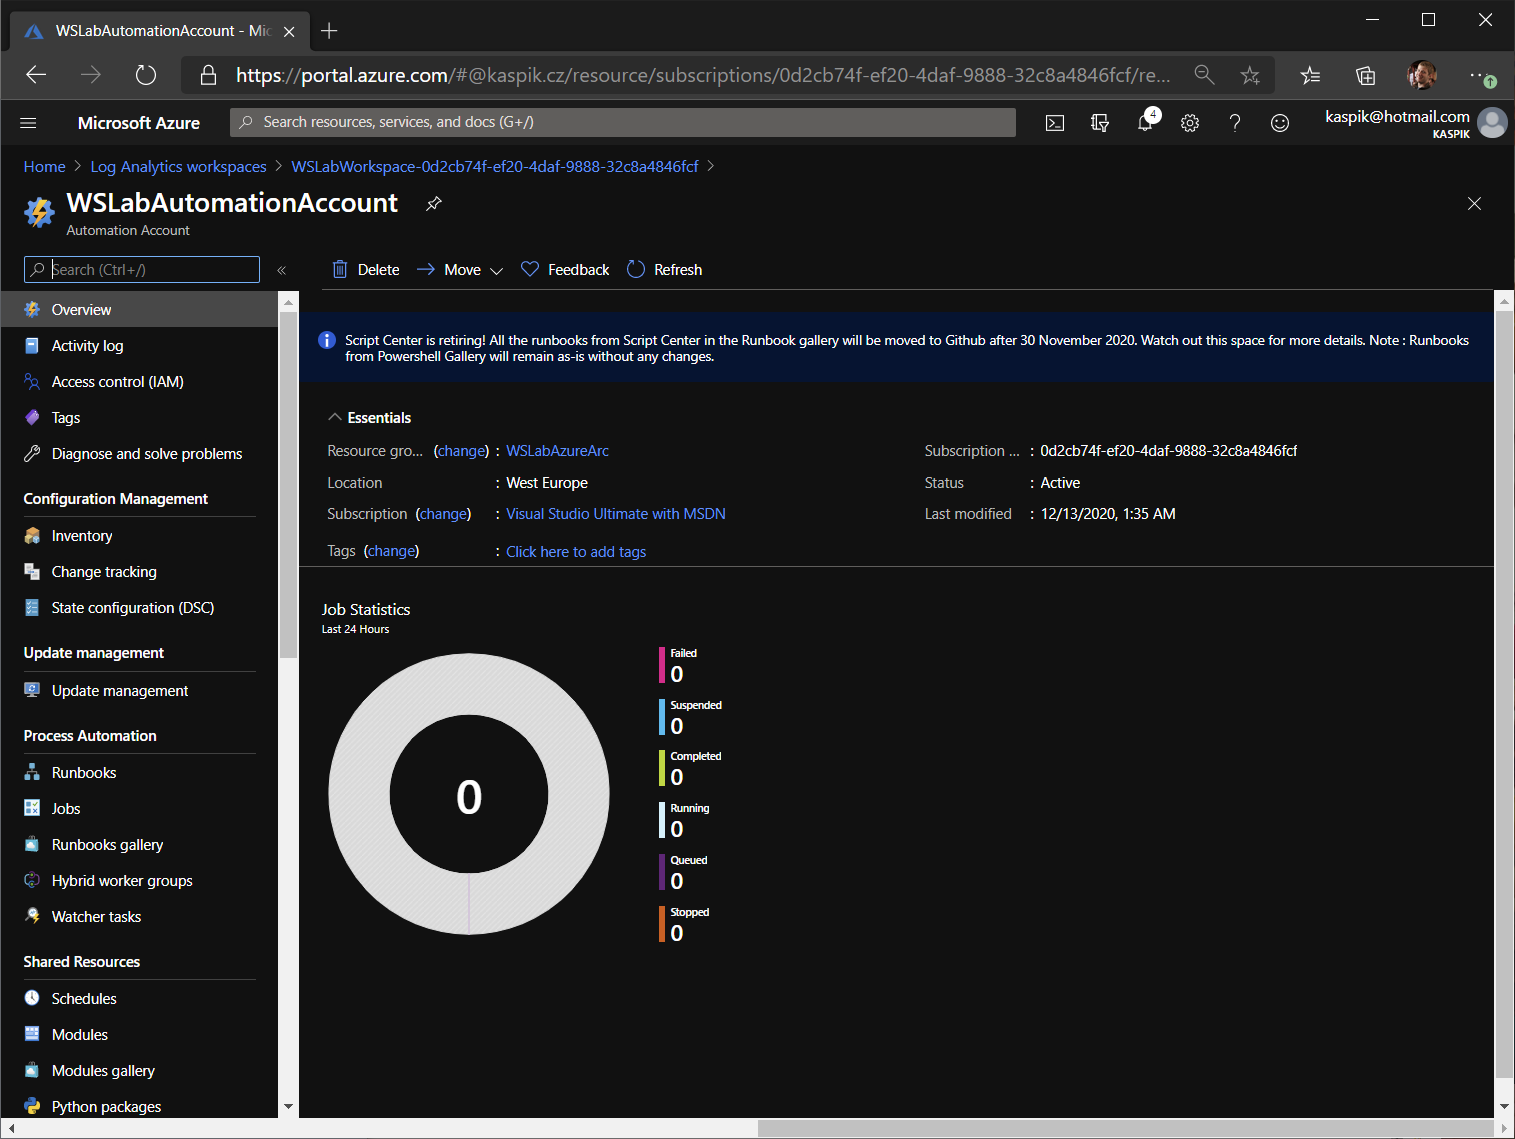 WSLabAutomationAccount - Mic
https://portal.azure.com/#@kaspik.cz/resource/subscriptions/0d2cb74f-ef20-4daf-9888-32c8a4846fcf/re...
Microsoft Azure
Search resources, services, and docs (G+/)
4
kaspik@hotmail.com
KASPIK
Home > Log Analytics workspaces > WSLabWorkspace-0d2cb74f-ef20-4daf-9888-32c8a4846fcf >
WSLabAutomationAccount
Automation Account
Search (Ctrl+/)
«
Delete
Move
Feedback
Refresh
Overview
Activity log
Access control (IAM)
Tags
Diagnose and solve problems
Configuration Management
Inventory
Change tracking
State configuration (DSC)
Update management
Update management
Process Automation
Runbooks
Jobs
Runbooks gallery
Hybrid worker groups
Watcher tasks
Shared Resources
Schedules
Modules
Modules gallery
Python packages
Script Center is retiring! All the runbooks from Script Center in the Runbook gallery will be moved to Github after 30 November 2020. Watch out this space for more details. Note : Runbooks
from Powershell Gallery will remain as-is without any changes.
Essentials
Resource gro... (change) : WSLabAzureArc
Location : West Europe
Subscription (change) : Visual Studio Ultimate with MSDN
Tags (change) : Click here to add tags
Subscription ... : 0d2cb74f-ef20-4daf-9888-32c8a4846fcf
Status : Active
Last modified : 12/13/2020, 1:35 AM
Job Statistics
Last 24 Hours
0
Failed
0
Suspended
0
Completed
0
Running
0
Queued
0
Stopped
0